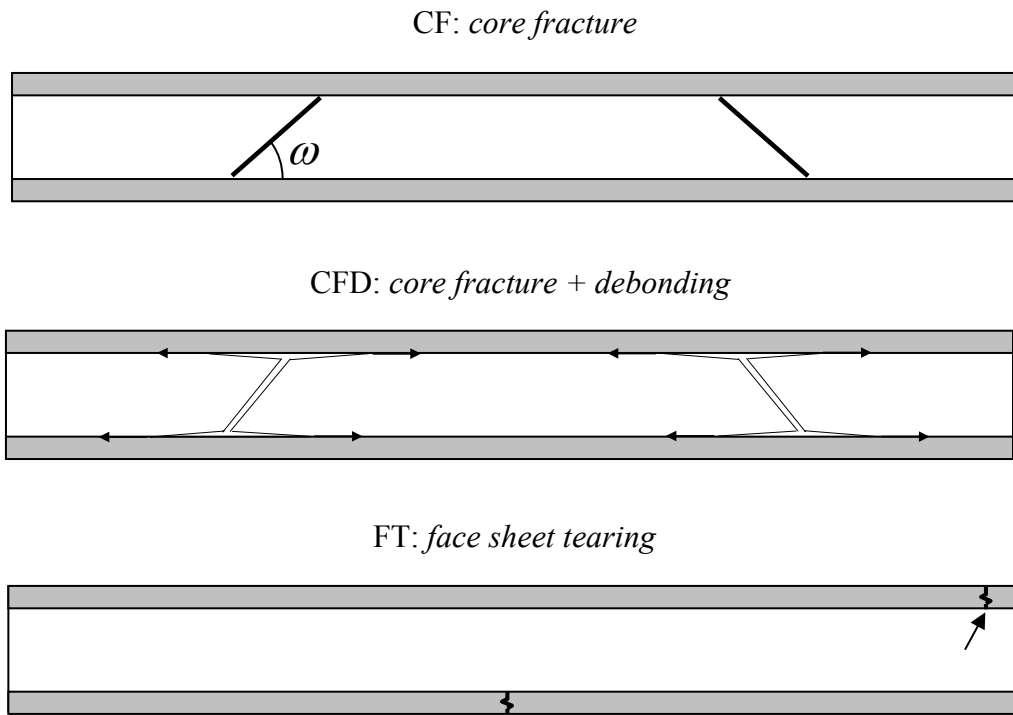 CF: core fracture
ω
CFD: core fracture + debonding
FT: face sheet tearing